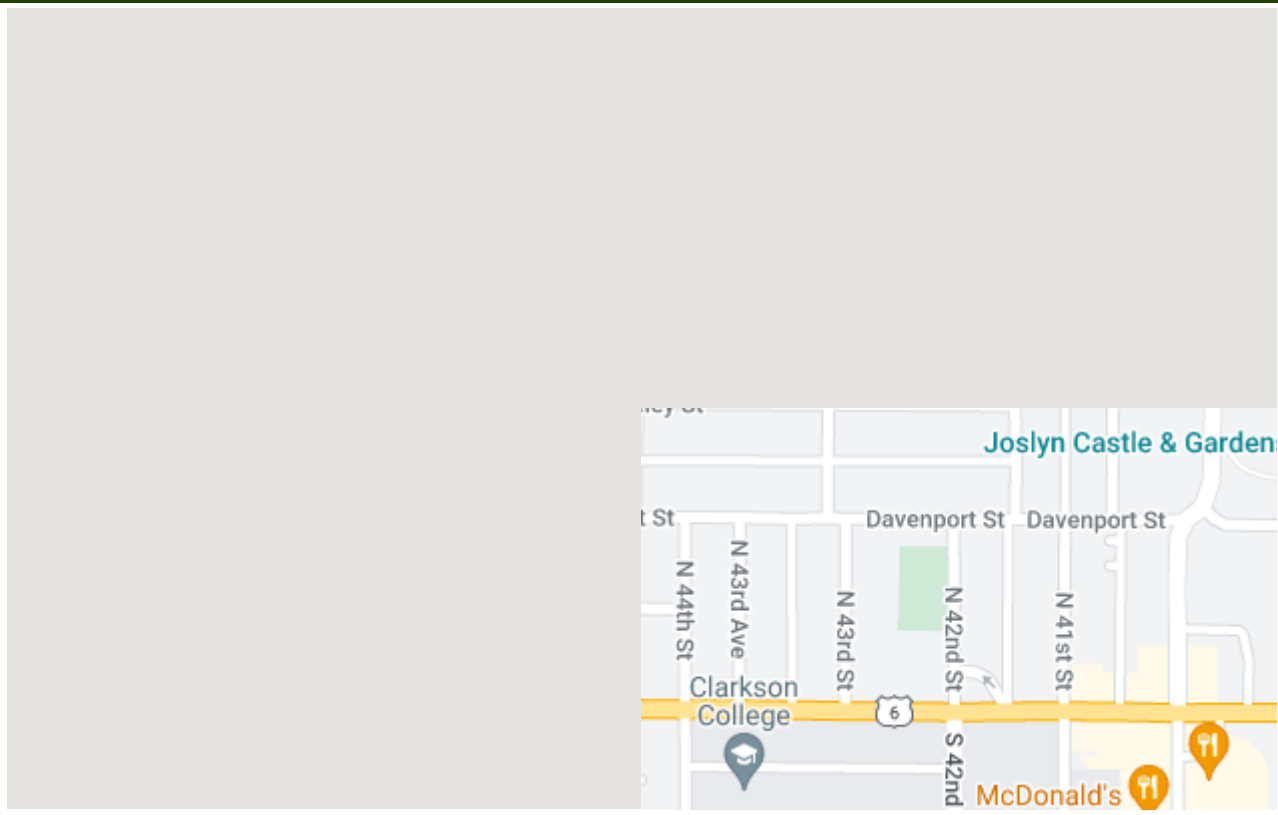 Joslyn Castle & Gardens
t St
Davenport St
Davenport St
N 44th St
N 43rd Ave
N 43rd St
N 42nd St
N 41st St
Clarkson
College
6
S 42nd
McDonald's